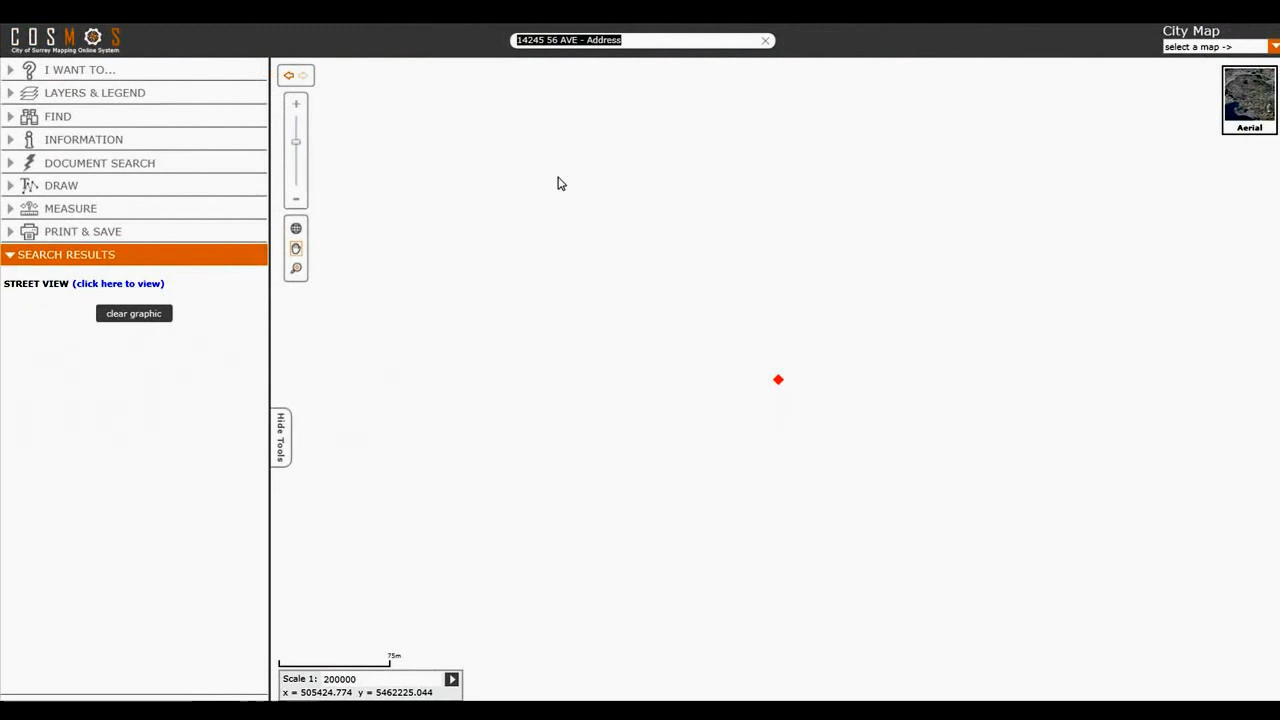 COSMOS
City of Surrey Mapping Online System
14245 56 AVE - Address
City Map
select a map ->
I WANT TO...
LAYERS & LEGEND
FIND
INFORMATION
DOCUMENT SEARCH
DRAW
MEASURE
PRINT & SAVE
SEARCH RESULTS
STREET VIEW (click here to view)
clear graphic
Aerial
Hide Tools
75m
Scale 1: 200000
x = 505424.774 y = 5462225.044